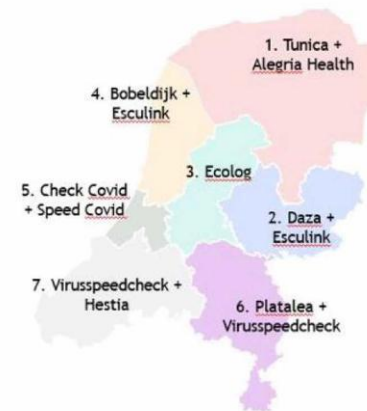 1. Tunica +
Alegria Health
4. Bobeldijk +
Esculink
3. Ecolog
5. Check Covid
+ Speed Covid
2. Daza +
Esculink
7. Virusspeedcheck +
Hestia
6. Platalea +
Virusspeedcheck